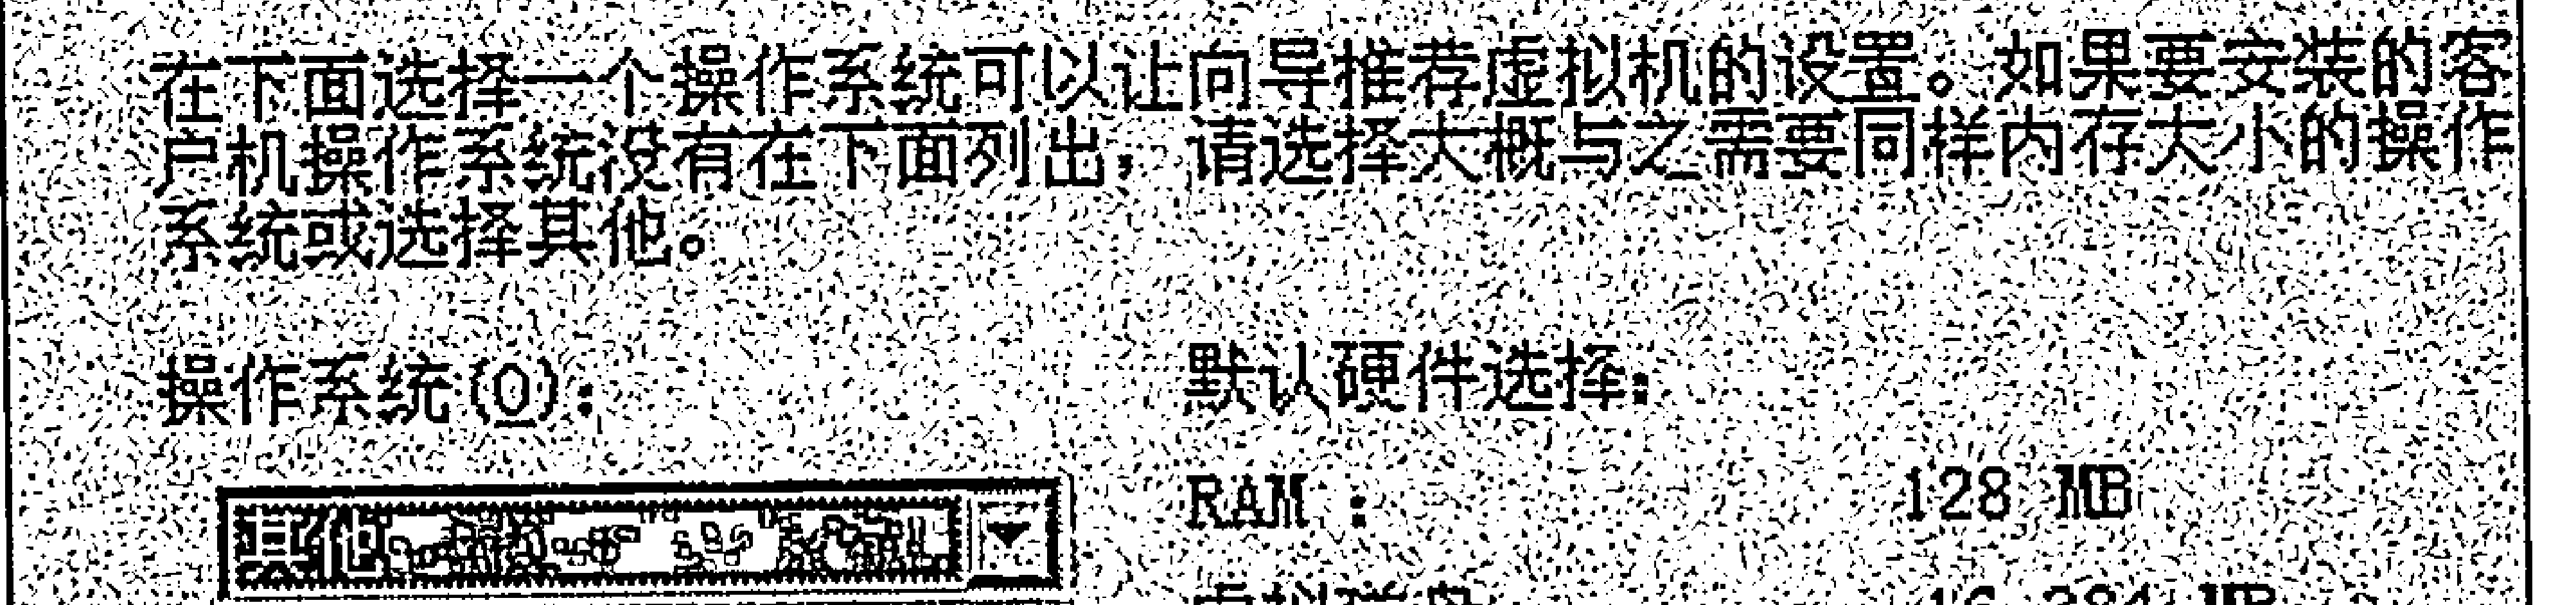 在下面选择一个操作系统可以让向导推荐虚拟机的设置。如果要安装的客
户机操作系统没有在下面列出，请选择大概与之需要同样内存大小的操作
系统或选择其他。
操作系统(O)：
默认硬件选择：
其他
RAM :
128 MB